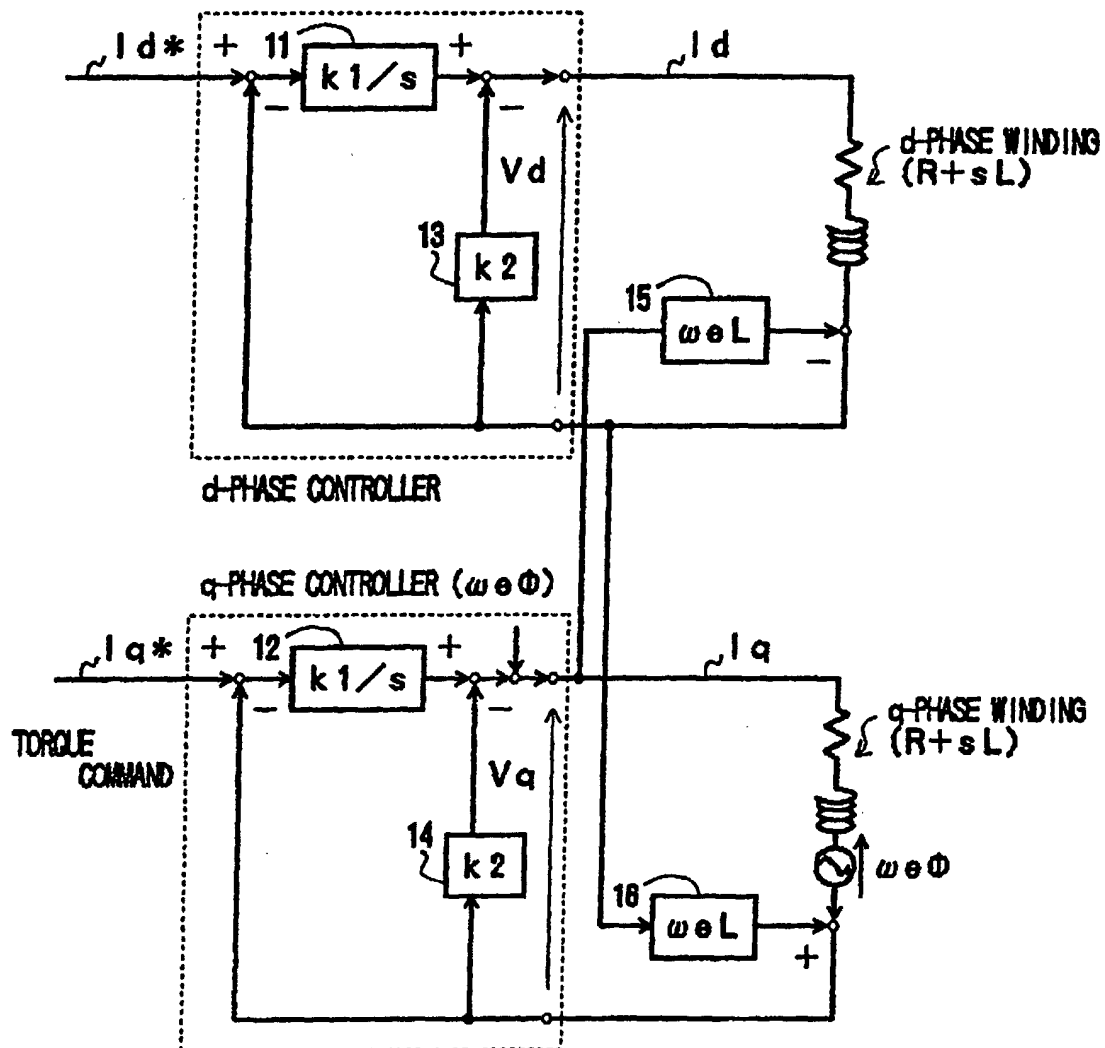 Id*
+
11
+
Id
k1/s
−
−
d-PHASE WINDING
(R+sL)
Vd
13
k2
15
ωeL
−
d-PHASE CONTROLLER
q-PHASE CONTROLLER (ωeΦ)
Iq*
+
12
+
Iq
k1/s
−
−
q-PHASE WINDING
(R+sL)
TORQUE
COMMAND
Vq
14
k2
ωeΦ
16
ωeL
+